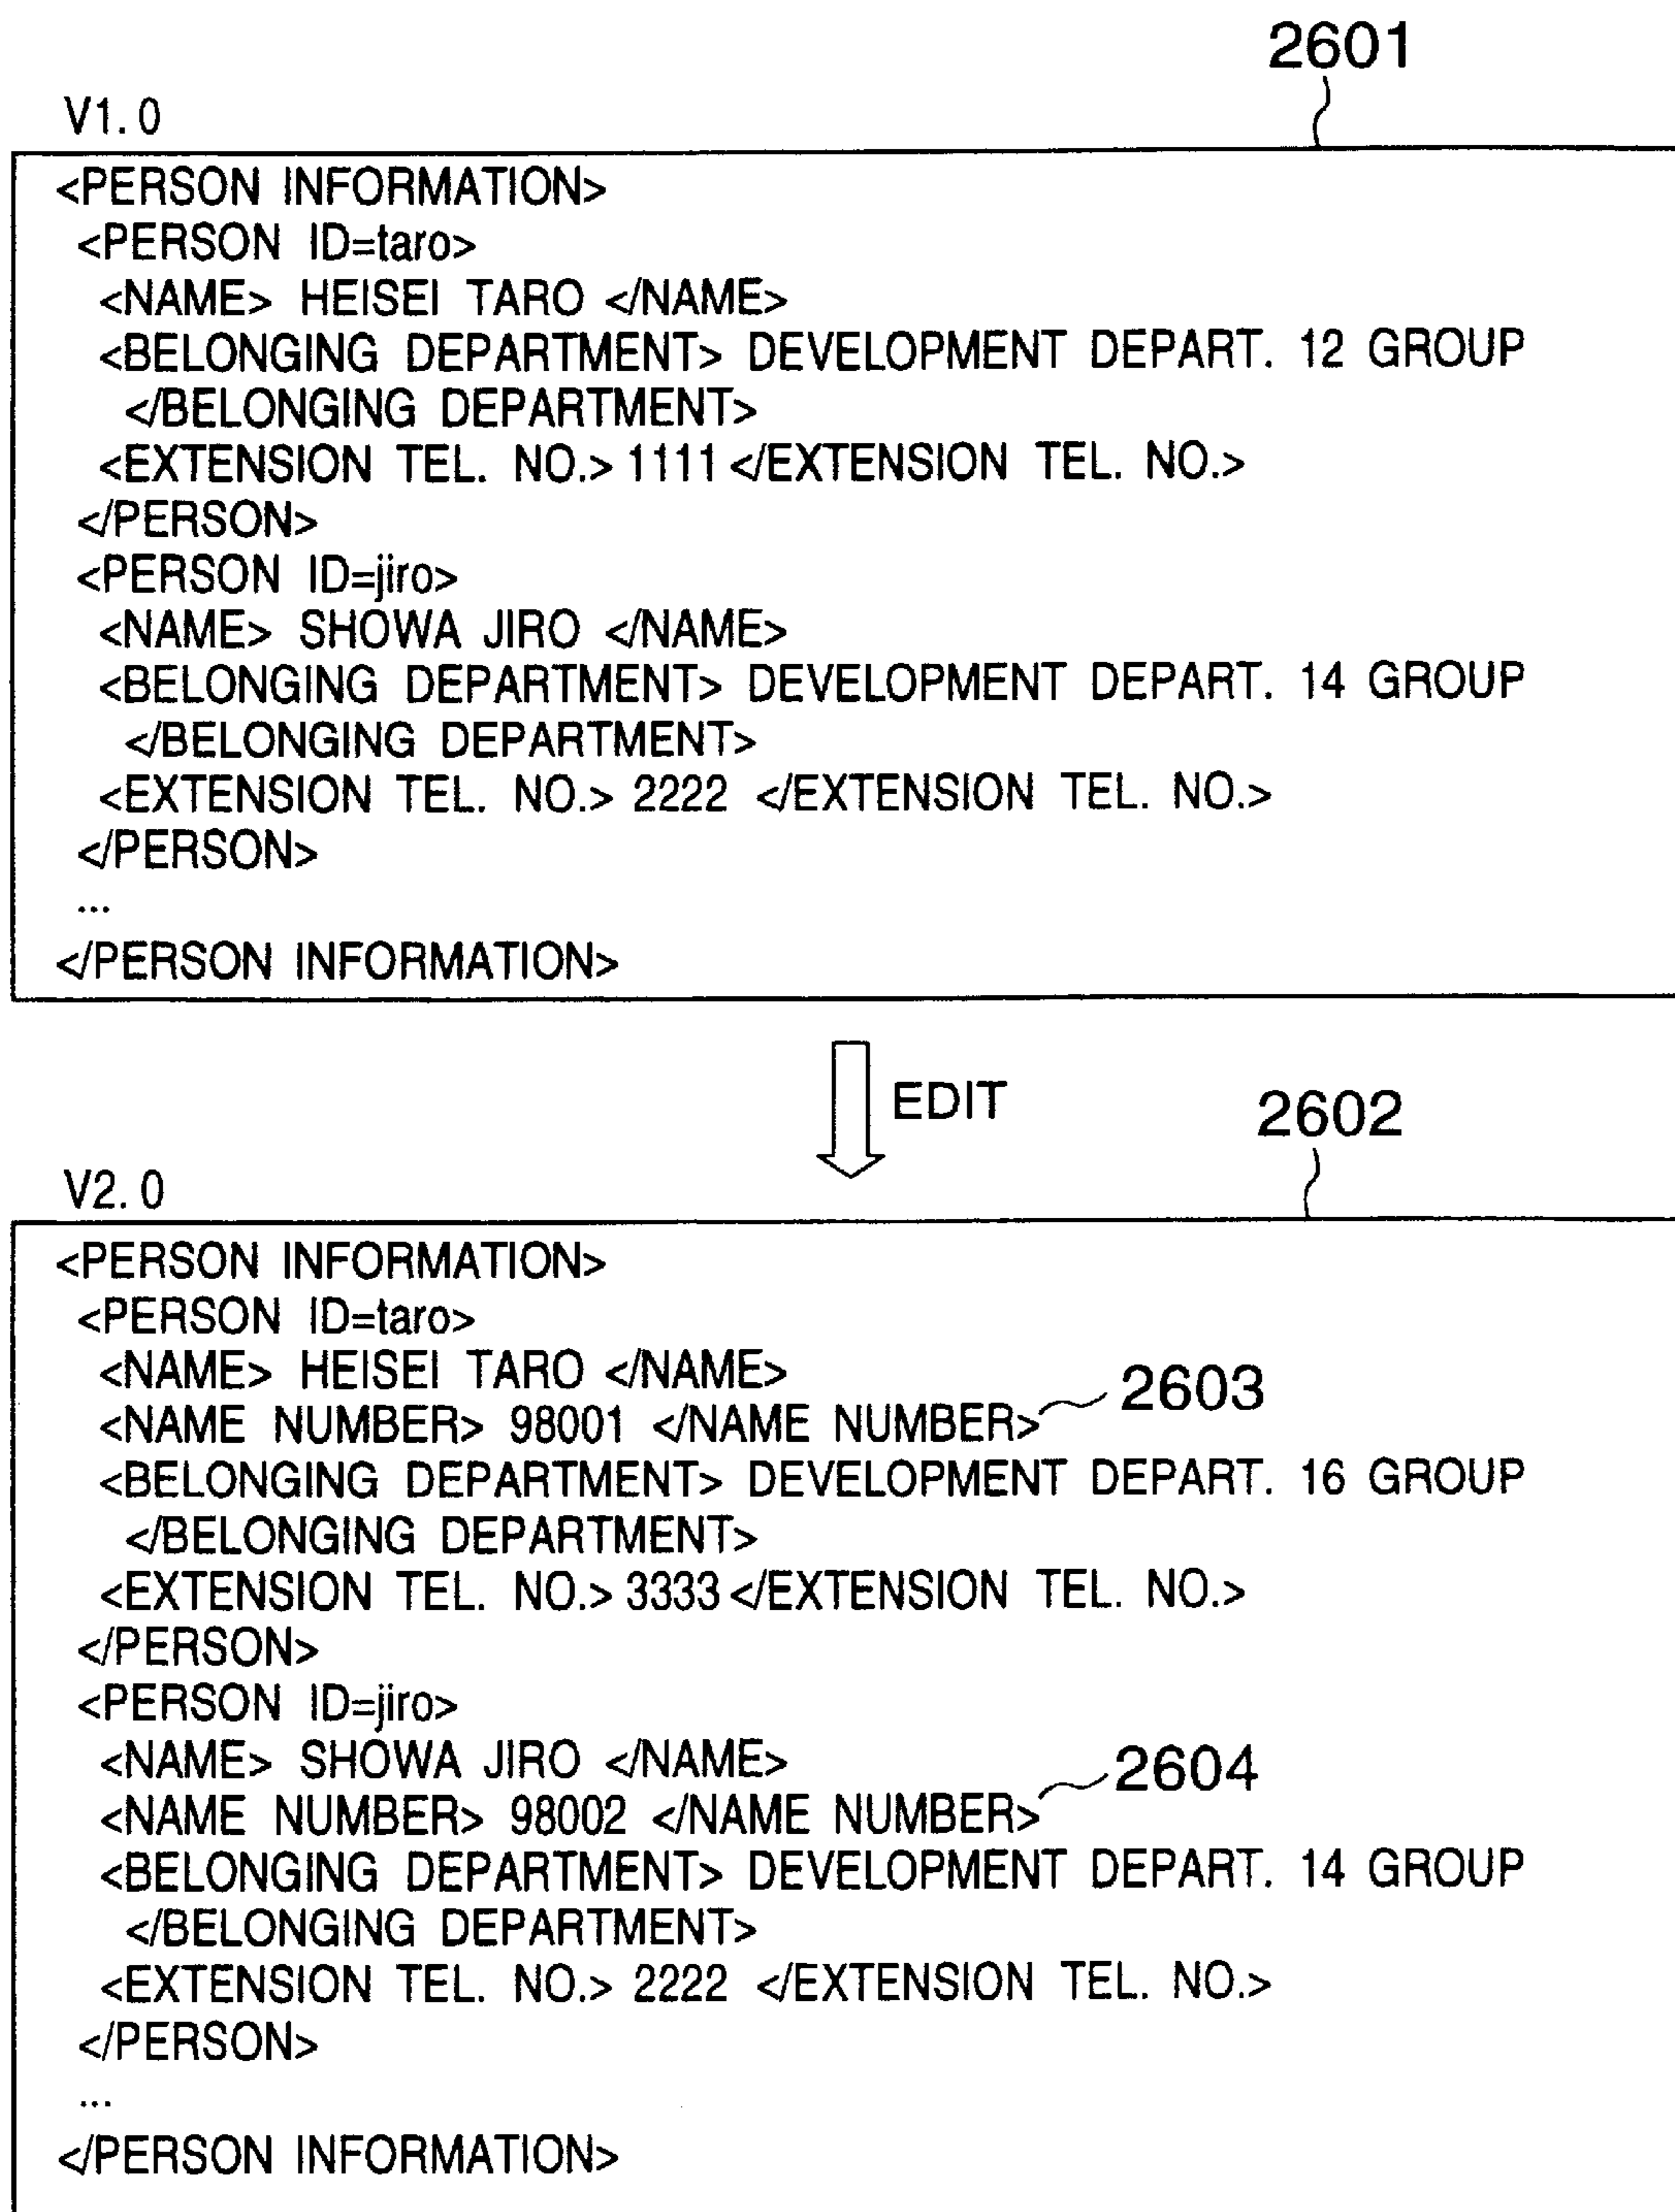 2601
V1.0
<PERSON INFORMATION>
<PERSON ID=taro>
<NAME> HEISEI TARO </NAME>
<BELONGING DEPARTMENT> DEVELOPMENT DEPART. 12 GROUP
</BELONGING DEPARTMENT>
<EXTENSION TEL. NO.> 1111 </EXTENSION TEL. NO.>
</PERSON>
<PERSON ID=jiro>
<NAME> SHOWA JIRO </NAME>
<BELONGING DEPARTMENT> DEVELOPMENT DEPART. 14 GROUP
</BELONGING DEPARTMENT>
<EXTENSION TEL. NO.> 2222 </EXTENSION TEL. NO.>
</PERSON>
...
</PERSON INFORMATION>
EDIT
2602
V2.0
<PERSON INFORMATION>
<PERSON ID=taro>
<NAME> HEISEI TARO </NAME>
<NAME NUMBER> 98001 </NAME NUMBER> 2603
<BELONGING DEPARTMENT> DEVELOPMENT DEPART. 16 GROUP
</BELONGING DEPARTMENT>
<EXTENSION TEL. NO.> 3333 </EXTENSION TEL. NO.>
</PERSON>
<PERSON ID=jiro>
<NAME> SHOWA JIRO </NAME>
<NAME NUMBER> 98002 </NAME NUMBER> 2604
<BELONGING DEPARTMENT> DEVELOPMENT DEPART. 14 GROUP
</BELONGING DEPARTMENT>
<EXTENSION TEL. NO.> 2222 </EXTENSION TEL. NO.>
</PERSON>
...
</PERSON INFORMATION>